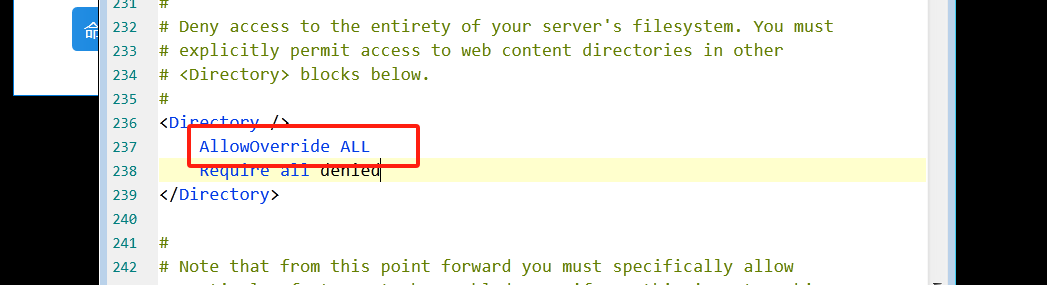 命
231 #
232 # Deny access to the entirety of your server's filesystem. You must
233 # explicitly permit access to web content directories in other
234 # <Directory> blocks below.
235 #
236 <Directory />
237 AllowOverride ALL
238 Require all denied
239 </Directory>
240
241 #
242 # Note that from this point forward you must specifically allow